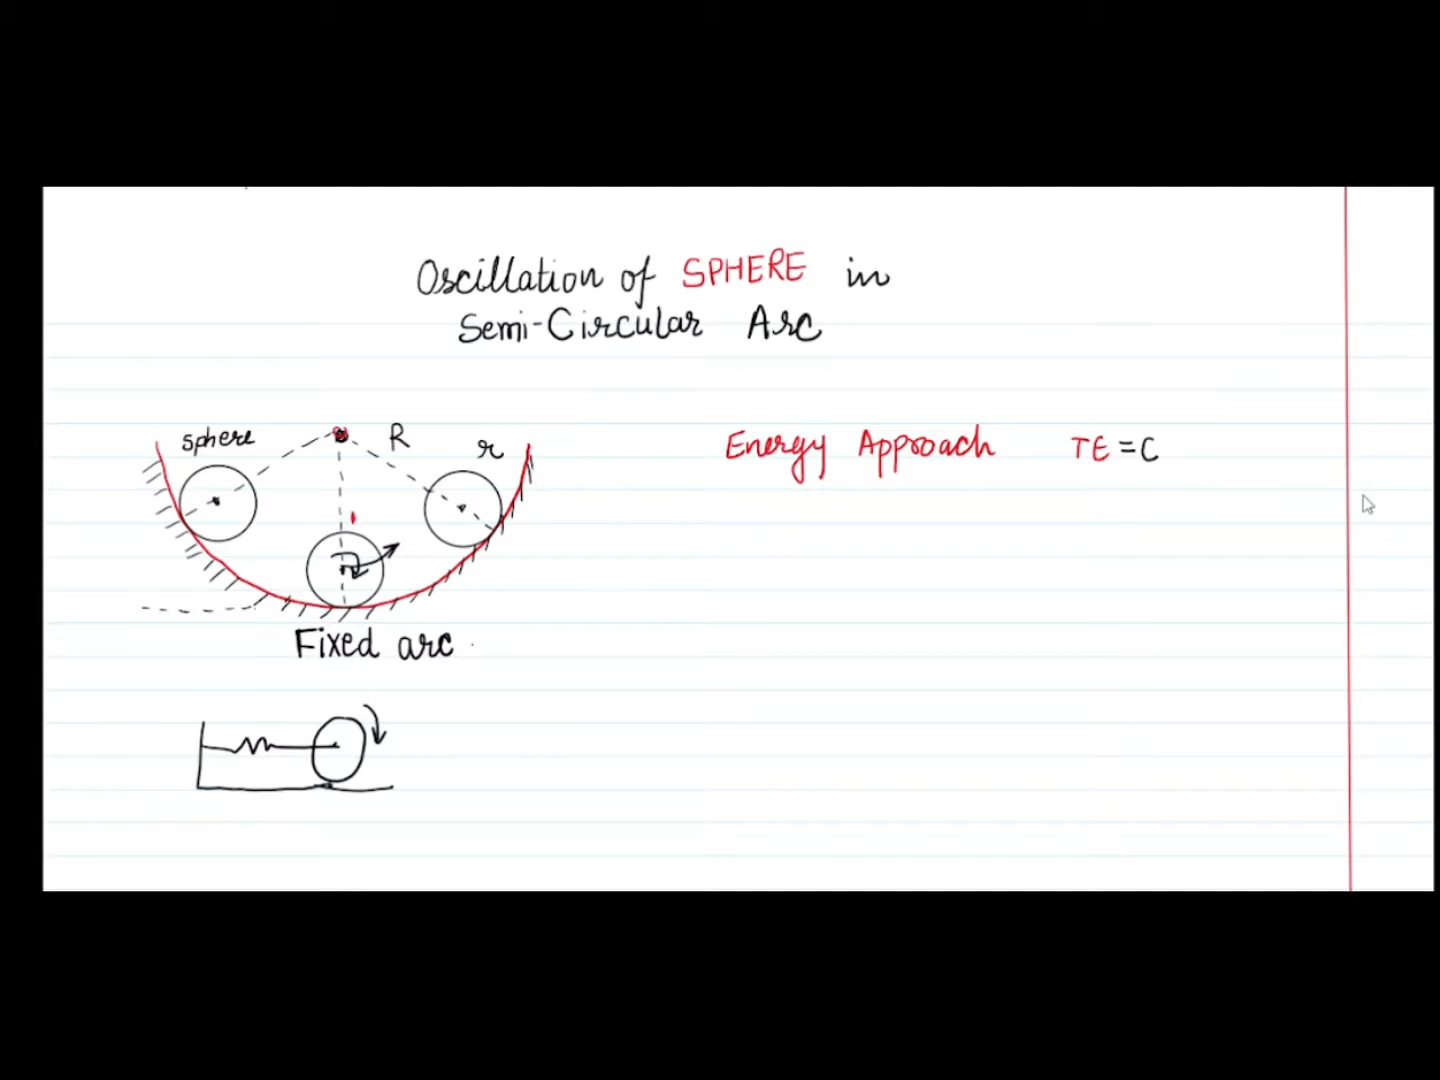 Oscillation of SPHERE in
Semi-Circular Arc
sphere
R
r
Energy Approach TE = C
Fixed arc